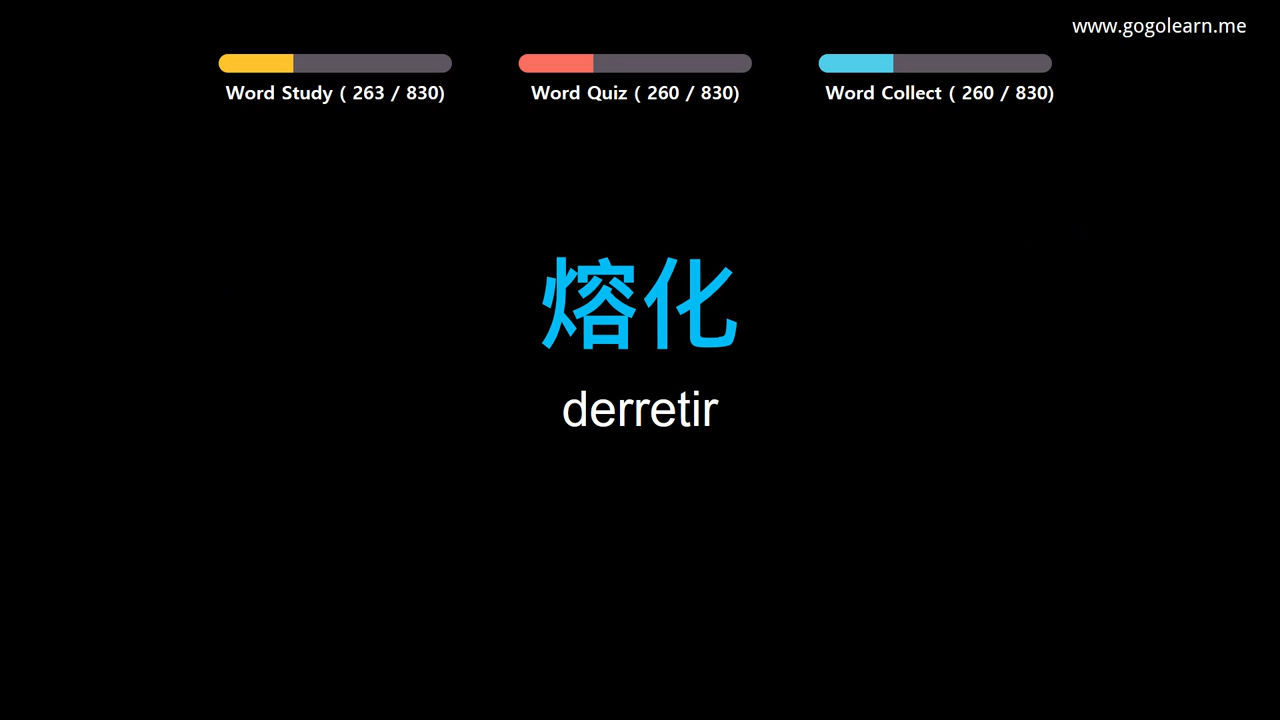 www.gogolearn.me
Word Study ( 263 / 830)
Word Quiz ( 260 / 830)
Word Collect ( 260 / 830)
熔化
derretir